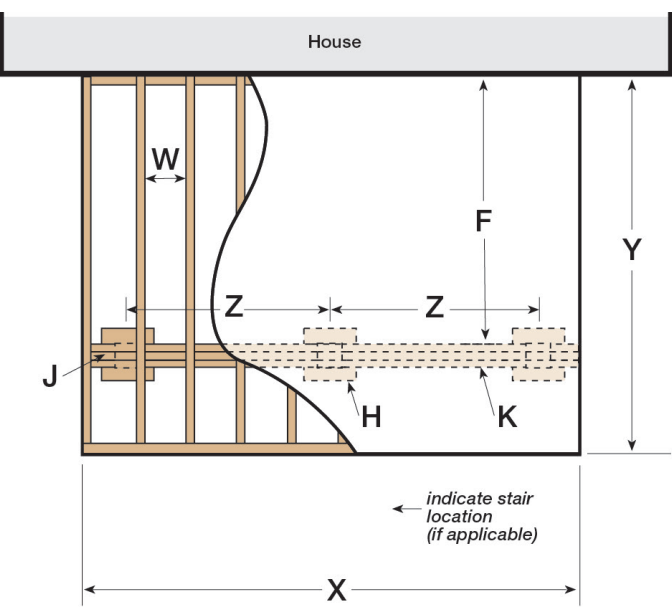 House
W
F
Y
Z
Z
J
H
K
indicate stair
location
(if applicable)
X